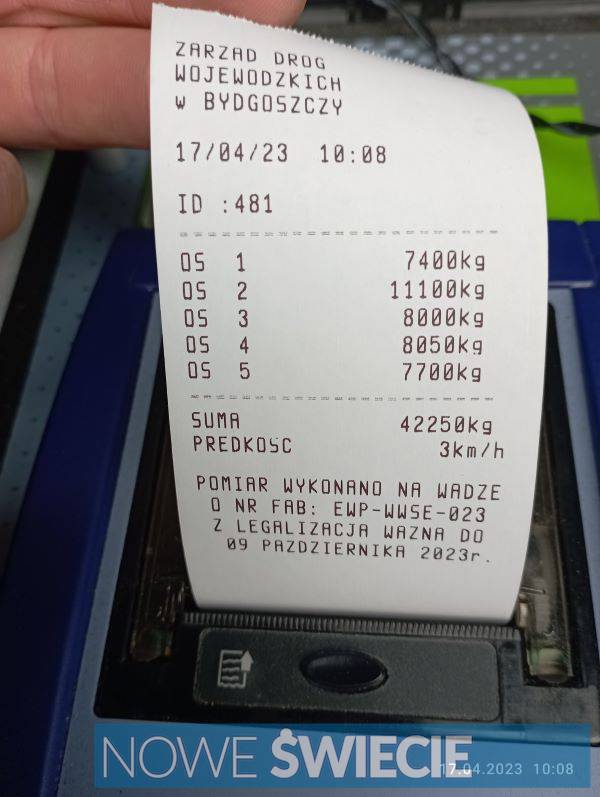 ZARZAD DROG
WOJEWODZKICH
W BYDGOSZCZY
17/04/23 10:08
ID :481
OS 1 7400kg
OS 2 11100kg
OS 3 8000kg
OS 4 8050kg
OS 5 7700kg
SUMA 42250kg
PREDKOSC 3km/h
POMIAR WYKONANO NA WADZE
O NR FAB: EWP-WWSE-023
Z LEGALIZACJA WAZNA DO
09 PAZDZIERNIKA 2023r.
NOWE ŚWIECIE
17.04.2023 10:08